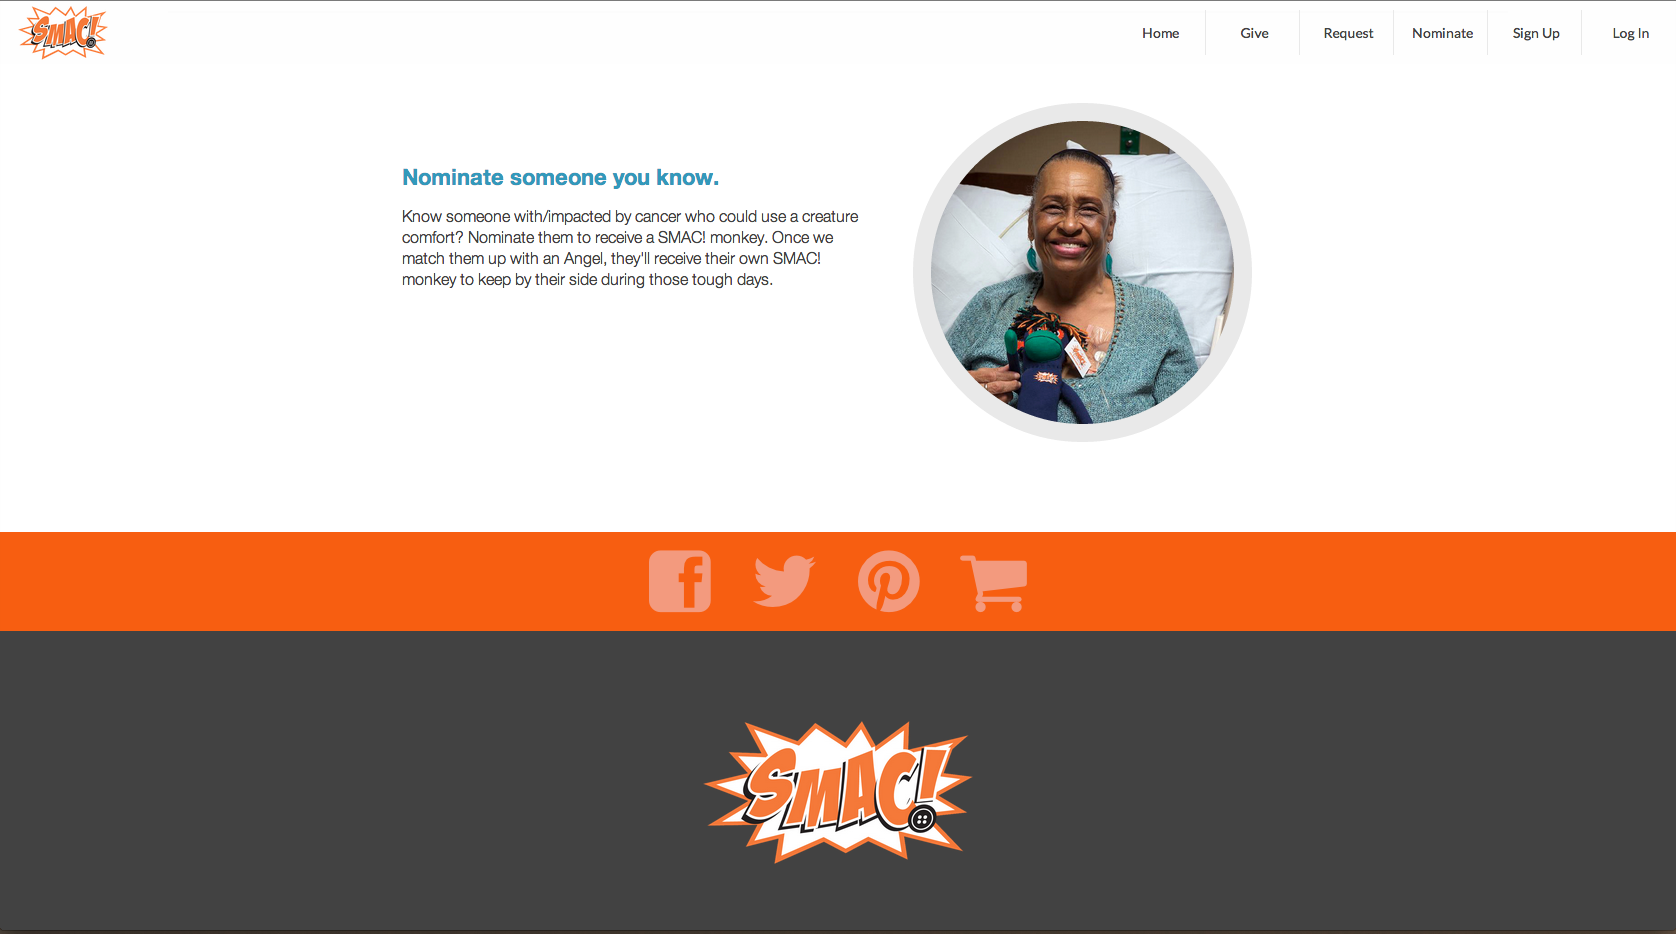 SMAC!
Home
Give
Request
Nominate
Sign Up
Log In
Nominate someone you know.
Know someone with/impacted by cancer who could use a creature
comfort? Nominate them to receive a SMAC! monkey. Once we
match them up with an Angel, they'll receive their own SMAC!
monkey to keep by their side during those tough days.
SMAC!